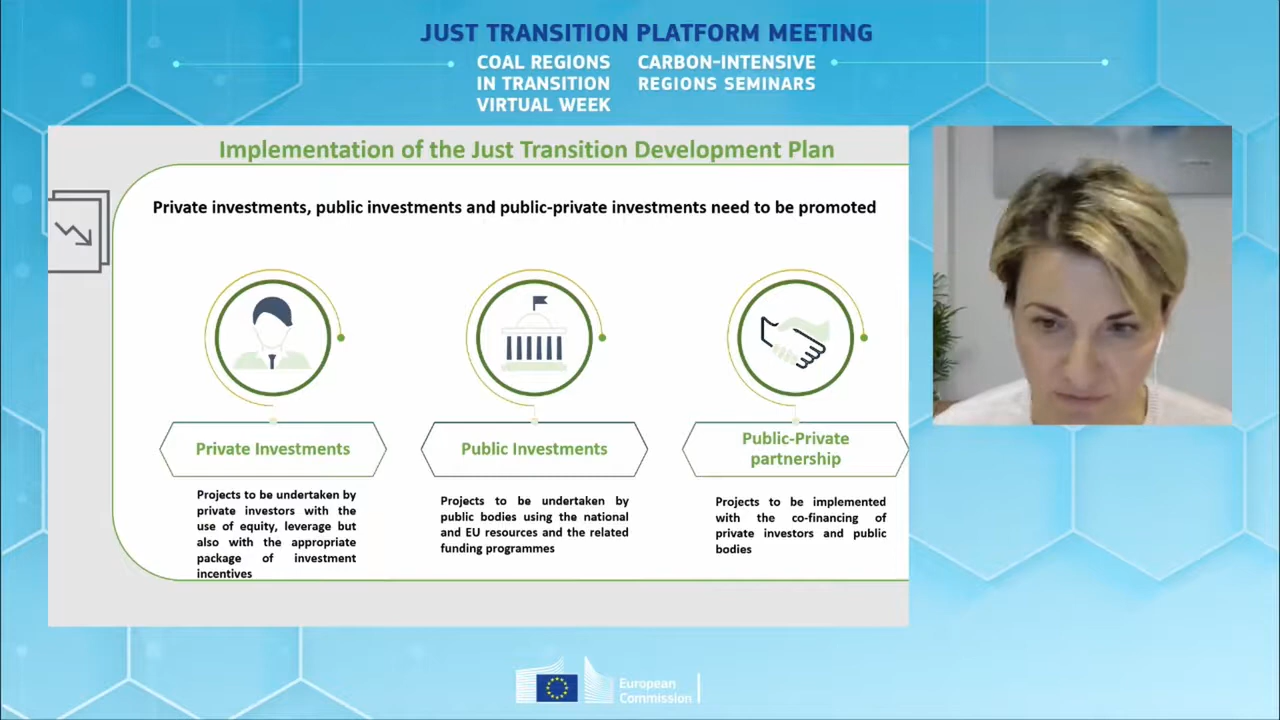 JUST TRANSITION PLATFORM MEETING
COAL REGIONS
IN TRANSITION
VIRTUAL WEEK
CARBON-INTENSIVE
REGIONS SEMINARS
Implementation of the Just Transition Development Plan
Private investments, public investments and public-private investments need to be promoted
Private Investments
Projects to be undertaken by
private investors with the
use of equity, leverage but
also with the appropriate
package of investment
incentives
Public Investments
Projects to be undertaken by
public bodies using the national
and EU resources and the related
funding programmes
Public-Private
partnership
Projects to be implemented
with the co-financing of
private investors and public
bodies
European
Commission